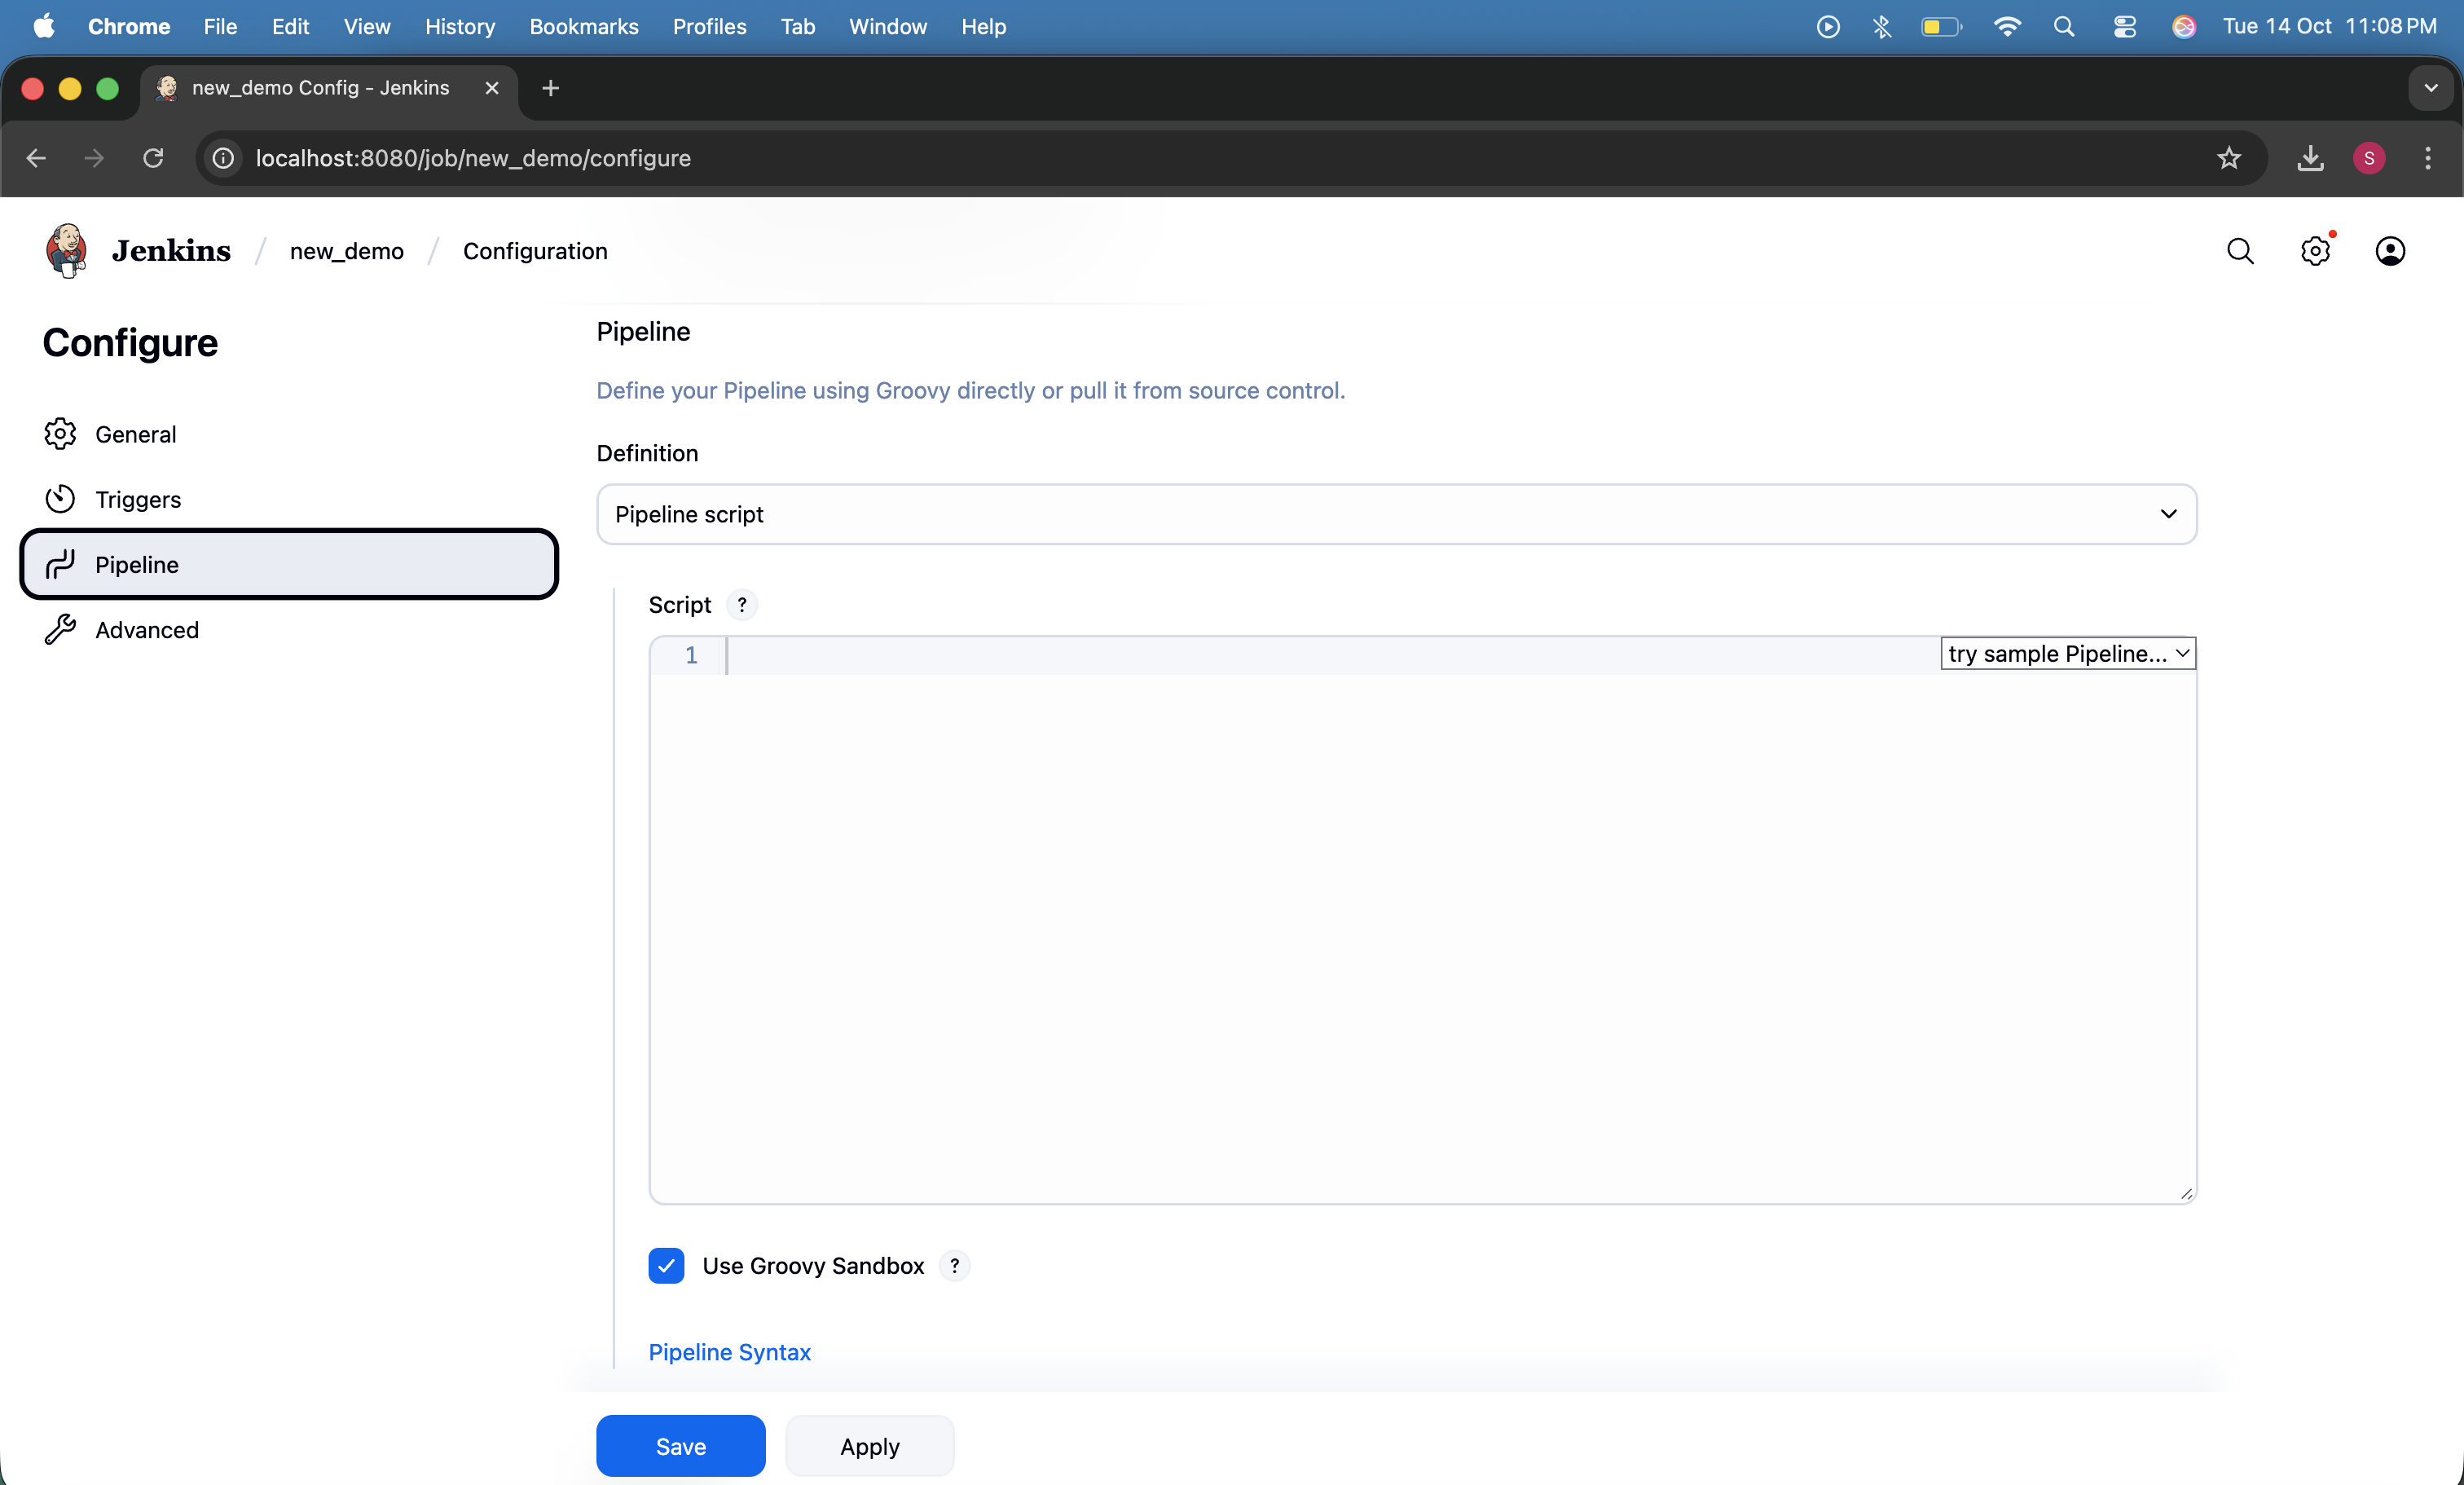 Chrome File Edit View History Bookmarks Profiles Tab Window Help Tue 14 Oct 11:08 PM
new_demo Config - Jenkins
localhost:8080/job/new_demo/configure S
Jenkins / new_demo / Configuration
Configure
General
Triggers
Pipeline
Advanced
Pipeline
Define your Pipeline using Groovy directly or pull it from source control.
Definition
Pipeline script
Script ?
1 try sample Pipeline...
Use Groovy Sandbox ?
Pipeline Syntax
Save Apply